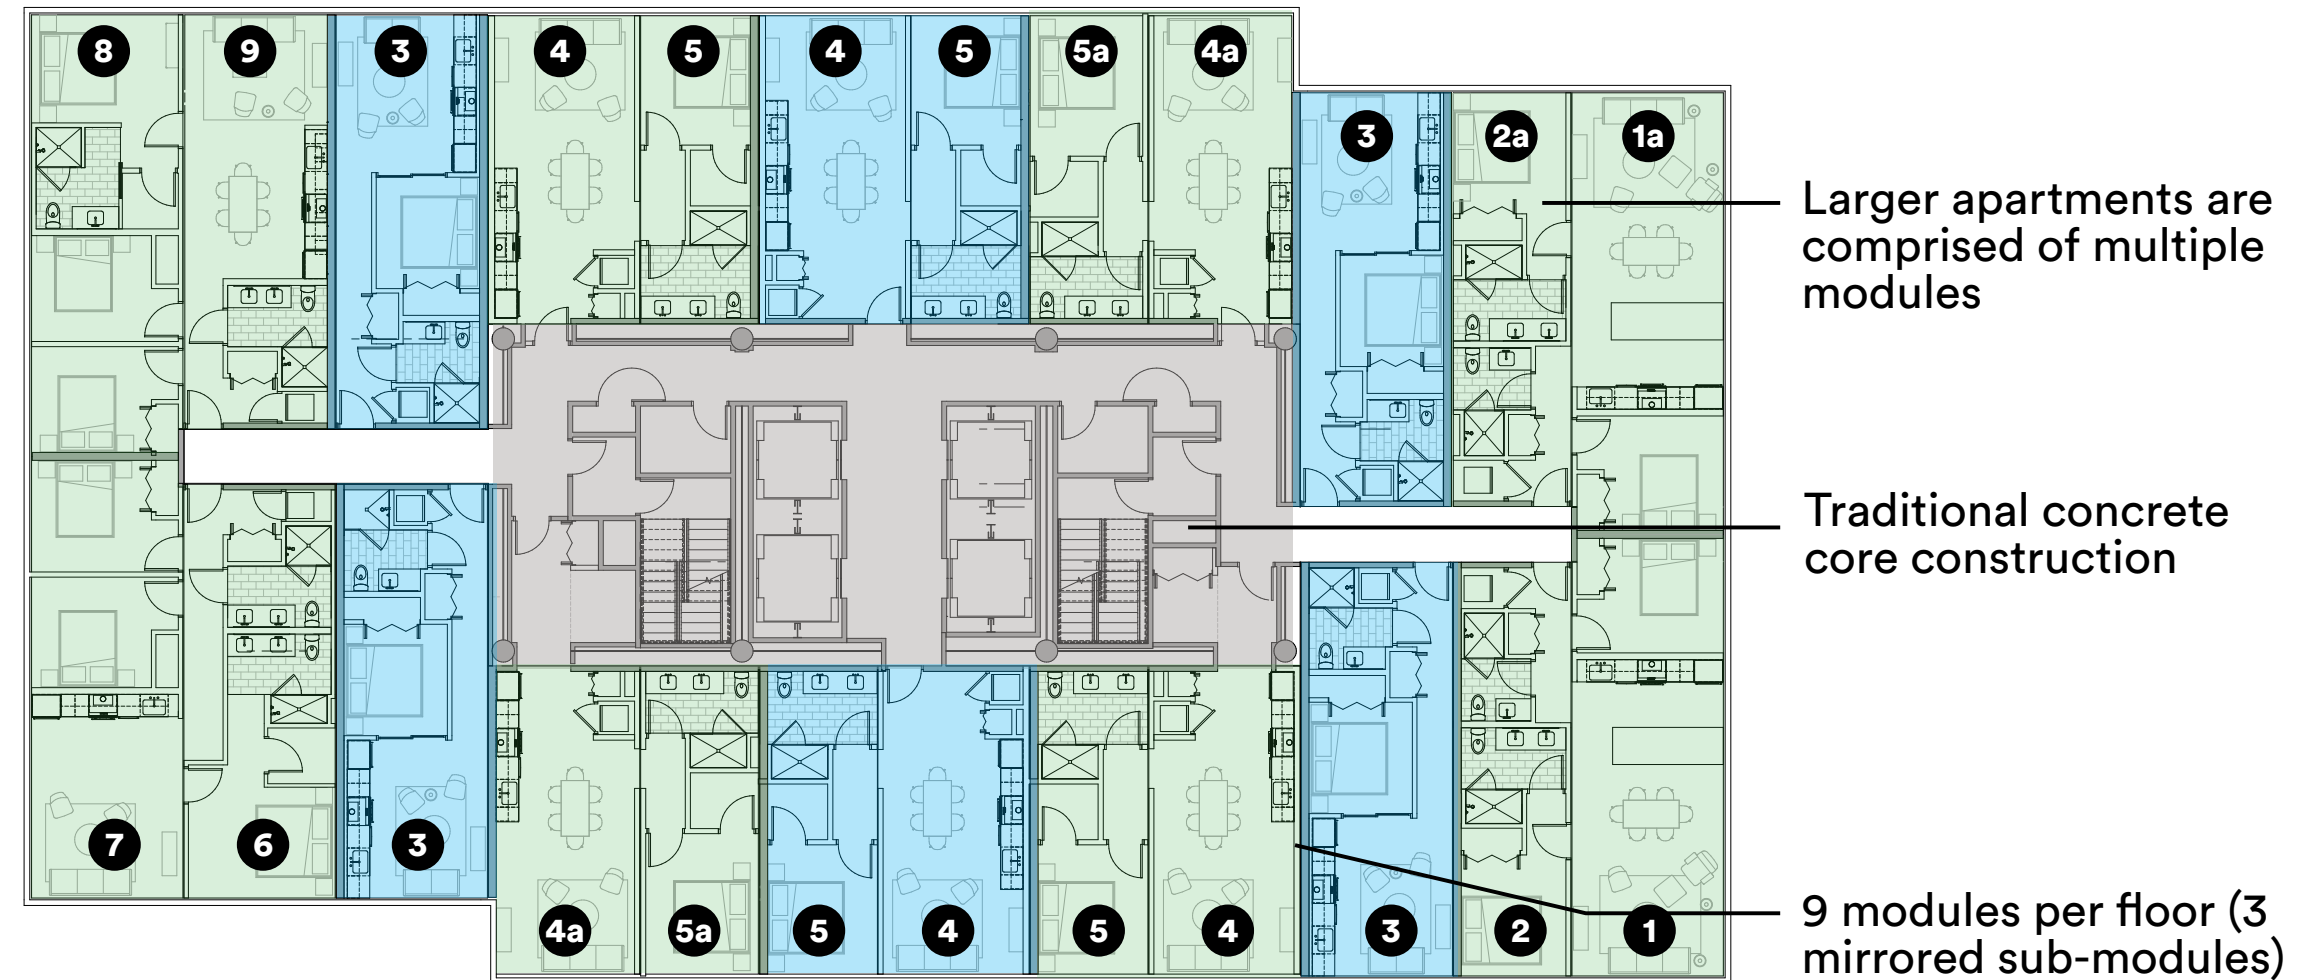 8 9 3 4 5 4 5 5a 4a
3 2a 1a
Larger apartments are
comprised of multiple
modules
Traditional concrete
core construction
7 6 3
4a 5a 5 4 5 4 3 2 1
9 modules per floor (3
mirrored sub-modules)